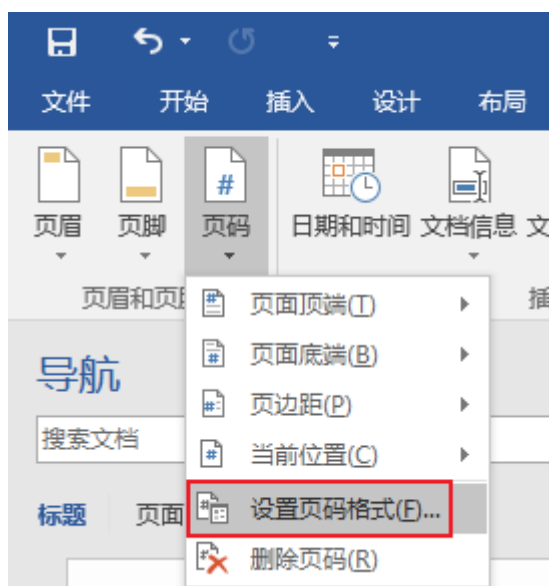 文件 开始 插入 设计 布局
页眉 页脚 页码 日期和时间 文档信息 文
页眉和页 插
页面顶端(T)
页面底端(B)
页边距(P)
当前位置(C)
设置页码格式(F)...
删除页码(R)
导航
搜索文档
标题 页面